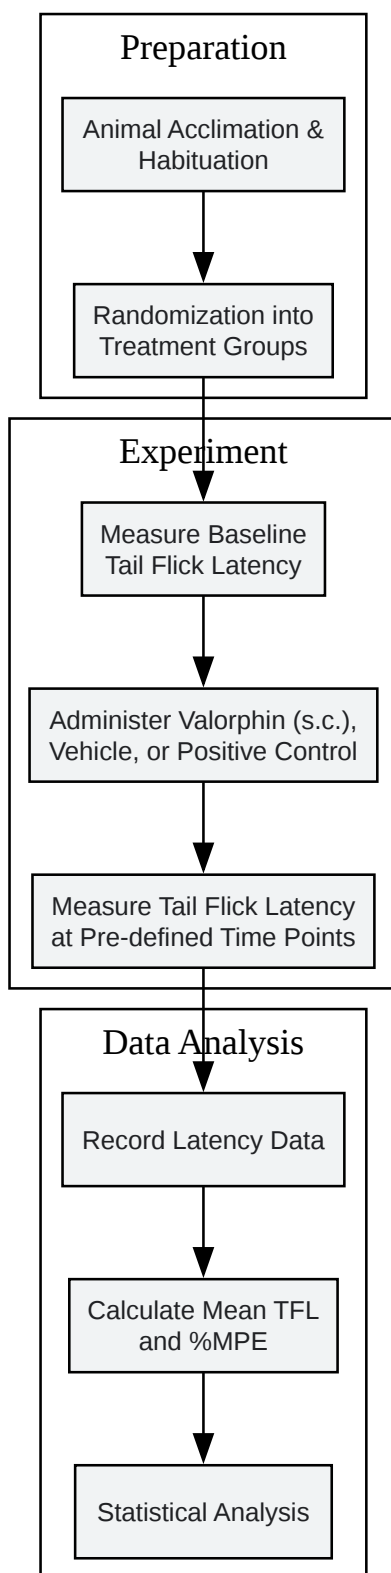 Preparation
Animal Acclimation &
Habituation
Randomization into
Treatment Groups
Experiment
Measure Baseline
Tail Flick Latency
Administer Valorphin (s.c.),
Vehicle, or Positive Control
Measure Tail Flick Latency
at Pre-defined Time Points
Data Analysis
Record Latency Data
Calculate Mean TFL
and %MPE
Statistical Analysis